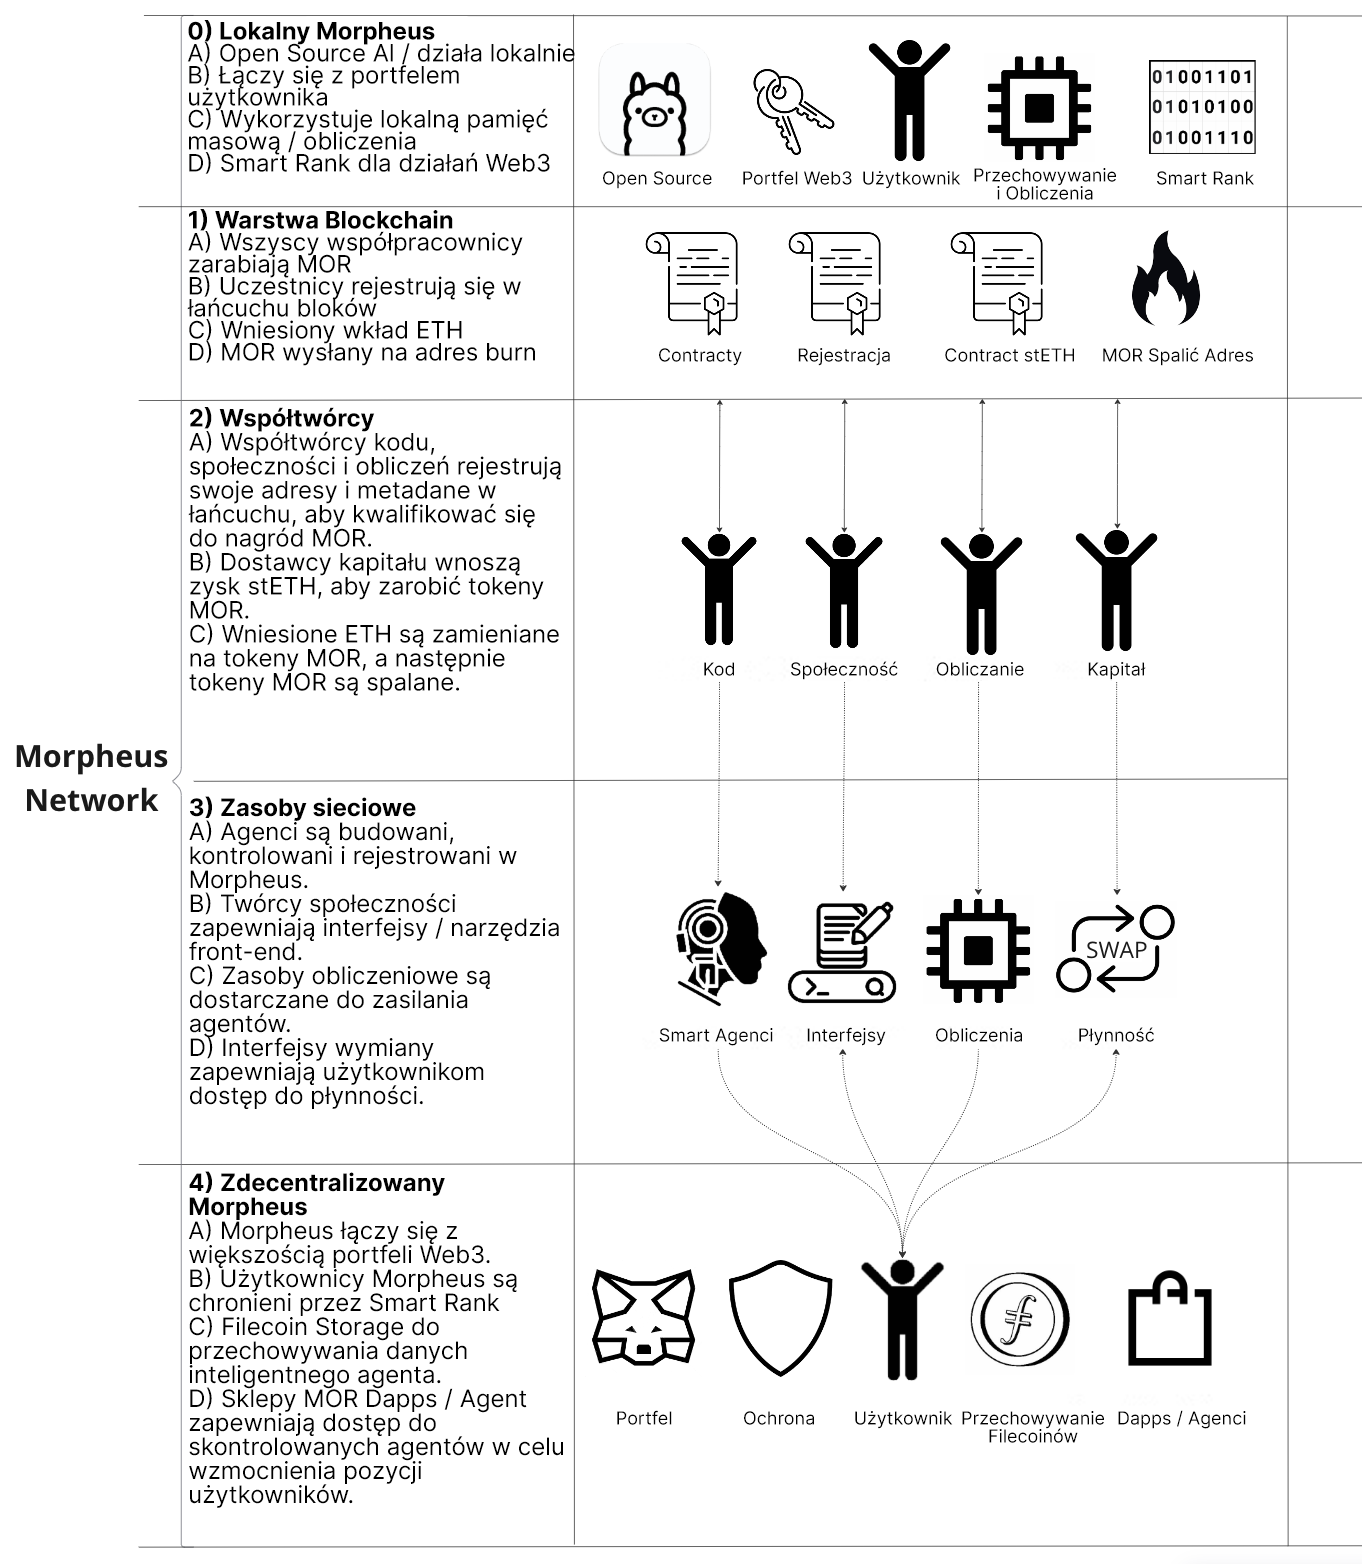 0) Lokalny Morpheus
A) Open Source AI / działa lokalnie
B) Łączy się z portfelem
użytkownika
C) Wykorzystuje lokalną pamięć
masową / obliczenia
D) Smart Rank dla działań Web3
01001101
01010100
01001110
Open Source
Portfel Web3
Użytkownik
Przechowywanie
i Obliczenia
Smart Rank
1) Warstwa Blockchain
A) Wszyscy współpracownicy
zarabiają MOR
B) Uczestnicy rejestrują się w
łańcuchu bloków
C) Wniesiony wkład ETH
D) MOR wysłany na adres burn
Contracty
Rejestracja
Contract stETH
MOR Spalić Adres
2) Współtwórcy
A) Współtwórcy kodu,
społeczności i obliczeń rejestrują
swoje adresy i metadane w
łańcuchu, aby kwalifikować się
do nagród MOR.
B) Dostawcy kapitału wnoszą
zysk stETH, aby zarobić tokeny
MOR.
C) Wniesione ETH są zamieniane
na tokeny MOR, a następnie
tokeny MOR są spalane.
Kod
Społeczność
Obliczanie
Kapitał
Morpheus
Network
3) Zasoby sieciowe
A) Agenci są budowani,
kontrolowani i rejestrowani w
Morpheus.
B) Twórcy społeczności
zapewniają interfejsy / narzędzia
front-end.
C) Zasoby obliczeniowe są
dostarczane do zasilania
agentów.
D) Interfejsy wymiany
zapewniają użytkownikom
dostęp do płynności.
SWAP
Smart Agenci
Interfejsy
Obliczenia
Płynność
4) Zdecentralizowany
Morpheus
A) Morpheus łączy się z
większością portfeli Web3.
B) Użytkownicy Morpheus są
chronieni przez Smart Rank
C) Filecoin Storage do
przechowywania danych
inteligentnego agenta.
D) Sklepy MOR Dapps / Agent
zapewniają dostęp do
skontrolowanych agentów w celu
wzmocnienia pozycji
użytkowników.
Portfel
Ochrona
Użytkownik
Przechowywanie
Filecoinów
Dapps / Agenci